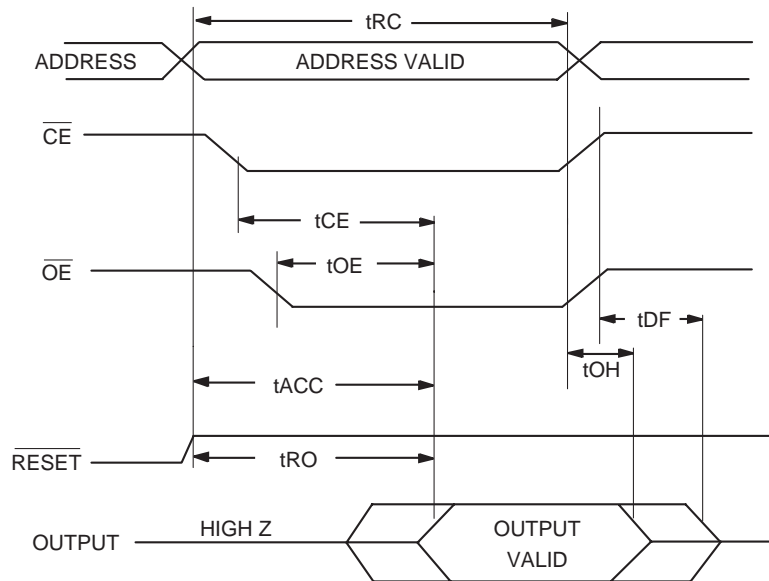 tRC
ADDRESS
ADDRESS VALID
CE
tCE
tOE
OE
tDF
tOH
tACC
RESET
tRO
OUTPUT
HIGH Z
OUTPUT
VALID